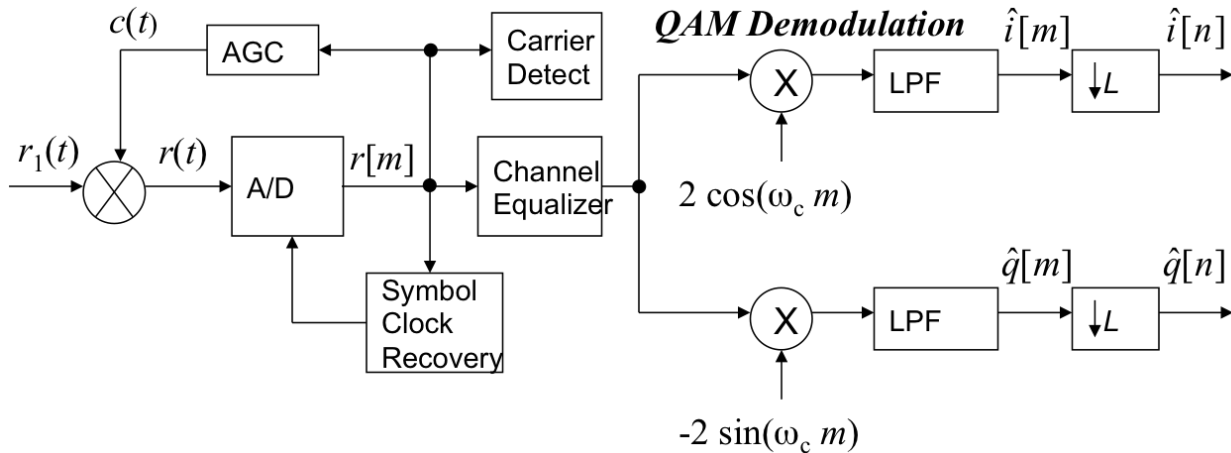 c(t)
AGC
Carrier
Detect
QAM Demodulation
î[m]
î[n]
X
LPF
↓L
r₁(t)
r(t)
A/D
r[m]
Channel
Equalizer
2 cos(ω_c m)
Symbol
Clock
Recovery
q̂[m]
q̂[n]
X
LPF
↓L
-2 sin(ω_c m)